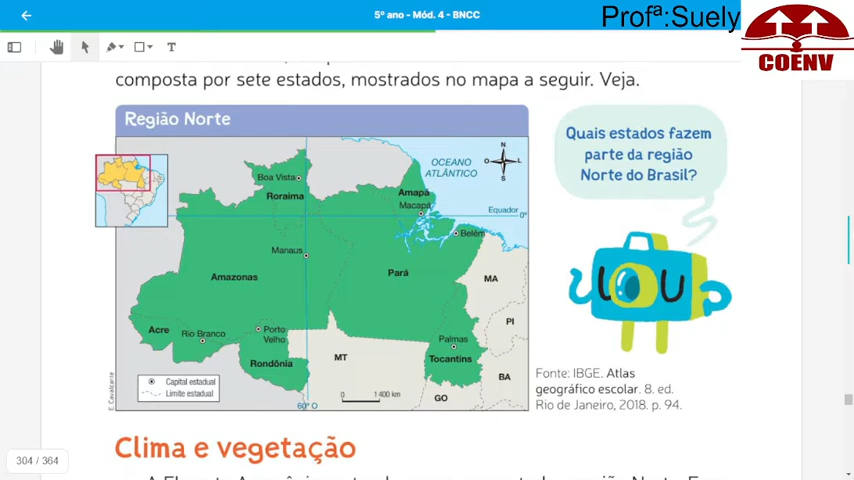 5º ano - Mód. 4 - BNCC
Profª:Suely
COENV
T
composta por sete estados, mostrados no mapa a seguir. Veja.
Região Norte
Quais estados fazem
parte da região
Norte do Brasil?
N
O
L
S
OCEANO
ATLÂNTICO
Boa Vista
Roraima
Amapá
Macapá
Equador
0°
Belém
Manaus
Amazonas
Pará
MA
PI
Acre
Rio Branco
Porto
Velho
Rondônia
MT
Palmas
Tocantins
BA
GO
Capital estadual
Limite estadual
0
1 400 km
60° O
E. Cavalcante
LOU
Fonte: IBGE. Atlas
geográfico escolar. 8. ed.
Rio de Janeiro, 2018. p. 94.
Clima e vegetação
304 / 364